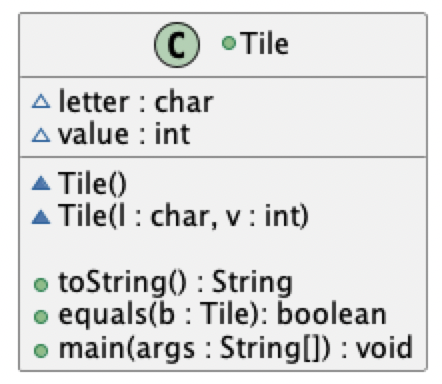 C Tile
letter : char
value : int
Tile()
Tile(l : char, v : int)
toString() : String
equals(b : Tile): boolean
main(args : String[]) : void